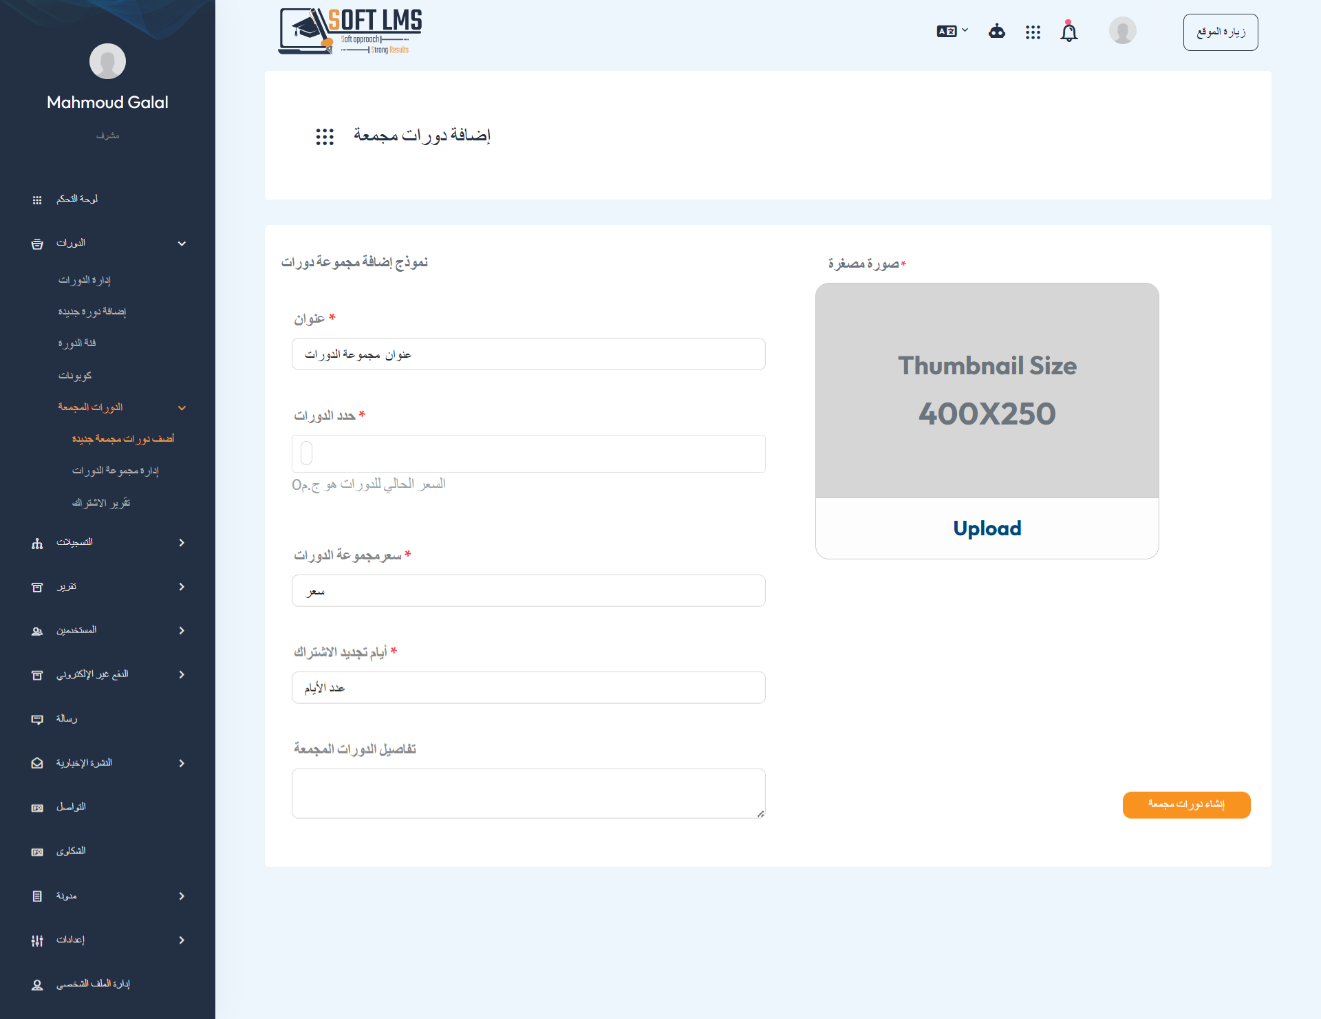 SOFT LMS
Soft approach
Strong Results
زيارة الموقع
Mahmoud Galal
مشرف
لوحة التحكم
الدورات
إدارة الدورات
إضافة دورة جديدة
فئة الدورة
كوبونات
الدورات المجمعة
أضف دورات مجمعة جديدة
إدارة مجموعة الدورات
تقرير الاشتراك
التسجيلات
تقرير
المستخدمين
الدفع غير الإلكتروني
رسالة
النشرة الإخبارية
التواصل
الشكاوى
مدونة
إعدادات
إدارة الملف الشخصي
إضافة دورات مجمعة
نموذج إضافة مجموعة دورات
عنوان *
عنوان مجموعة الدورات
حدد الدورات *
السعر الحالي للدورات هو ج.م0
سعرمجموعة الدورات *
سعر
أيام تجديد الاشتراك *
عدد الأيام
تفاصيل الدورات المجمعة
صورة مصغرة*
Thumbnail Size
400X250
Upload
إنشاء دورات مجمعة